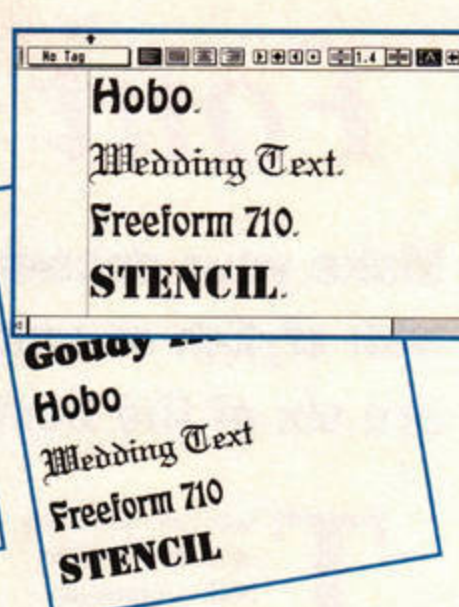 No Tag 1.4
Hobo.
Wedding Text.
Freeform 710.
STENCIL.
Goudy
Hobo
Wedding Text
Freeform 710
STENCIL